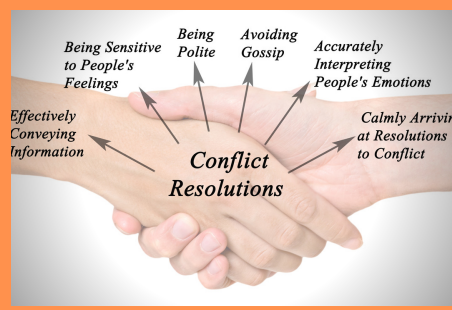 Being Sensitive
to People's
Feelings
Being
Polite
Avoiding
Gossip
Accurately
Interpreting
People's Emotions
Effectively
Conveying
Information
Calmly Arrivin
at Resolutions
to Conflict
Conflict
Resolutions